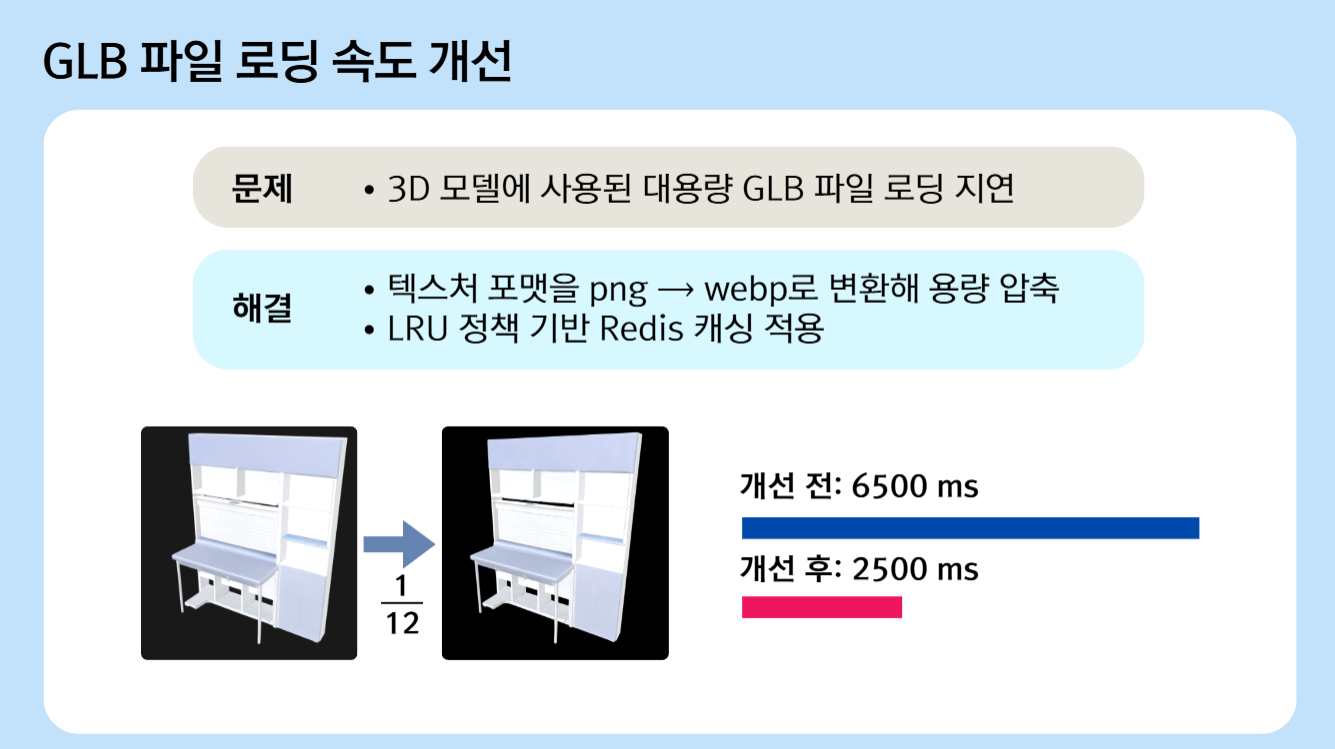 GLB 파일 로딩 속도 개선
문제
• 3D 모델에 사용된 대용량 GLB 파일 로딩 지연
해결
• 텍스처 포맷을 png → webp로 변환해 용량 압축
• LRU 정책 기반 Redis 캐싱 적용
1
12
개선 전: 6500 ms
개선 후: 2500 ms